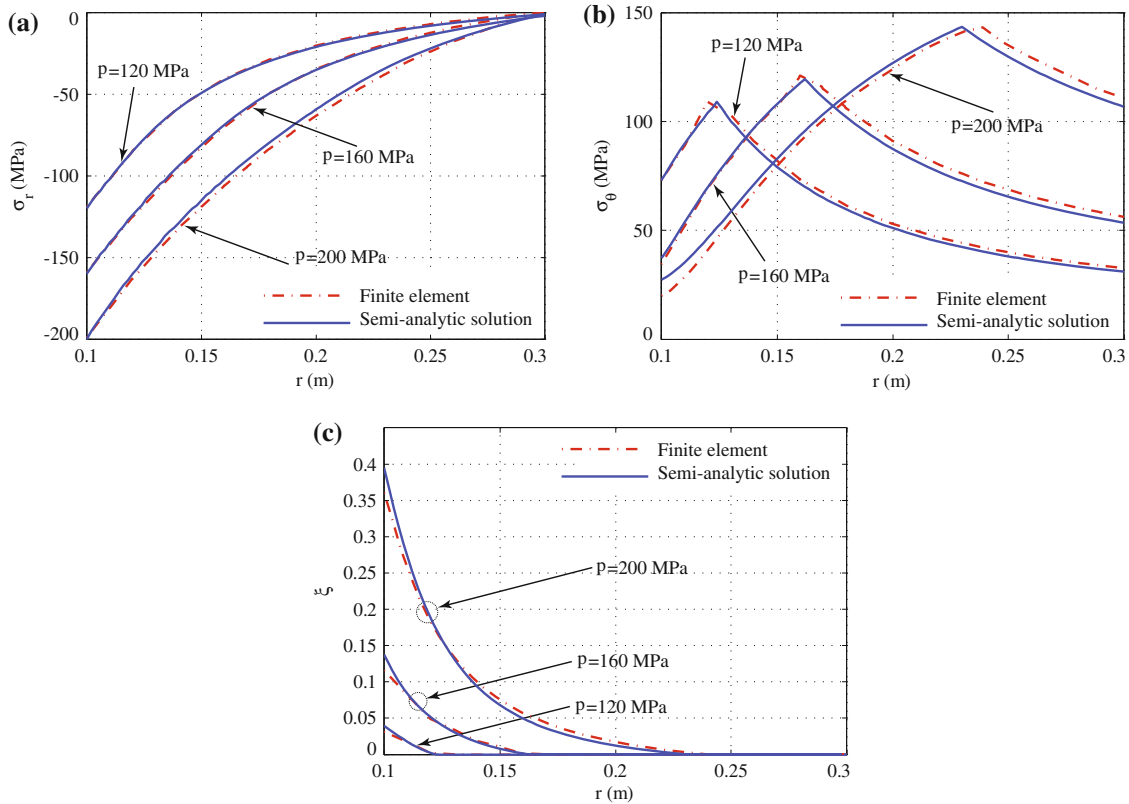 (a)
0
-50
-100
-150
-200
σr (MPa)
p=120 MPa
p=160 MPa
p=200 MPa
Finite element
Semi-analytic solution
0.1
0.15
0.2
0.25
0.3
r (m)
(b)
150
100
50
0
σθ (MPa)
p=120 MPa
p=200 MPa
p=160 MPa
Finite element
Semi-analytic solution
0.1
0.15
0.2
0.25
0.3
r (m)
(c)
0.4
0.35
0.3
0.25
0.2
0.15
0.1
0.05
0
ξ
Finite element
Semi-analytic solution
p=200 MPa
p=160 MPa
p=120 MPa
0.1
0.15
0.2
0.25
0.3
r (m)